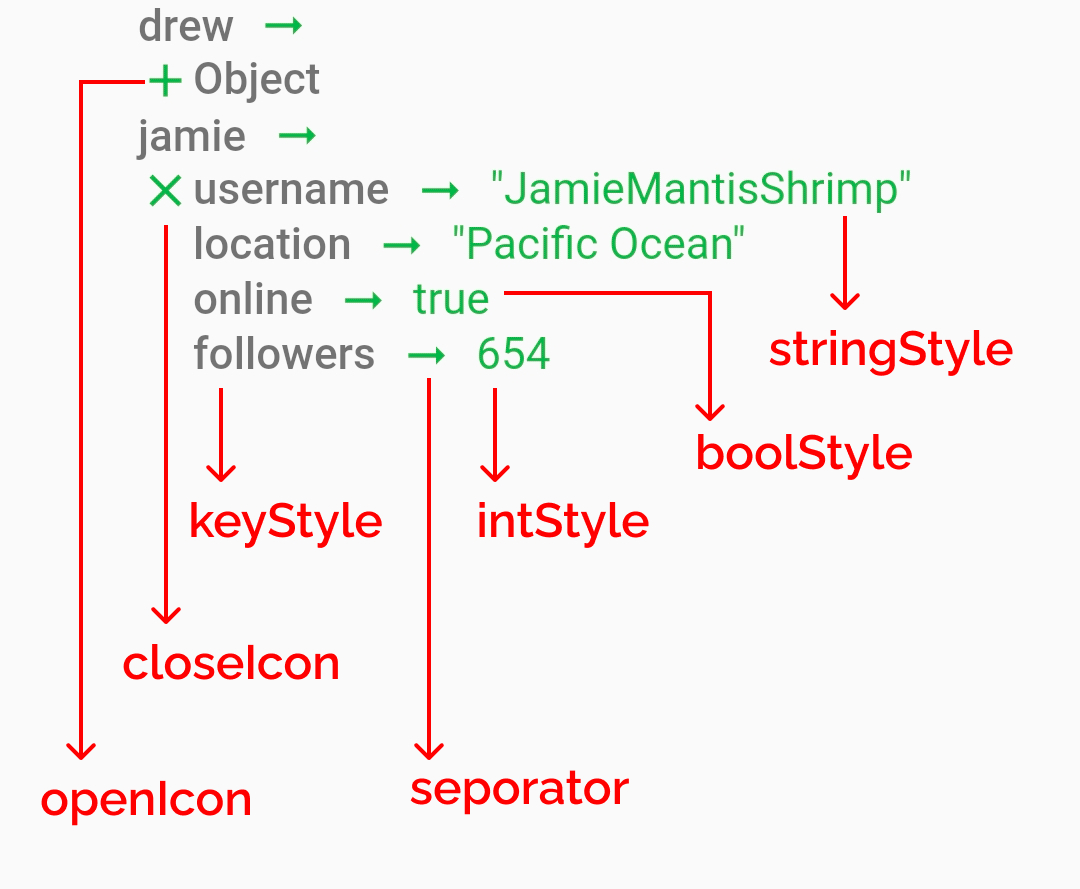 drew →
+ Object
jamie →
× username → "JamieMantisShrimp"
location → "Pacific Ocean"
online → true
followers → 654
stringStyle
boolStyle
keyStyle intStyle
closeIcon
openIcon seporator